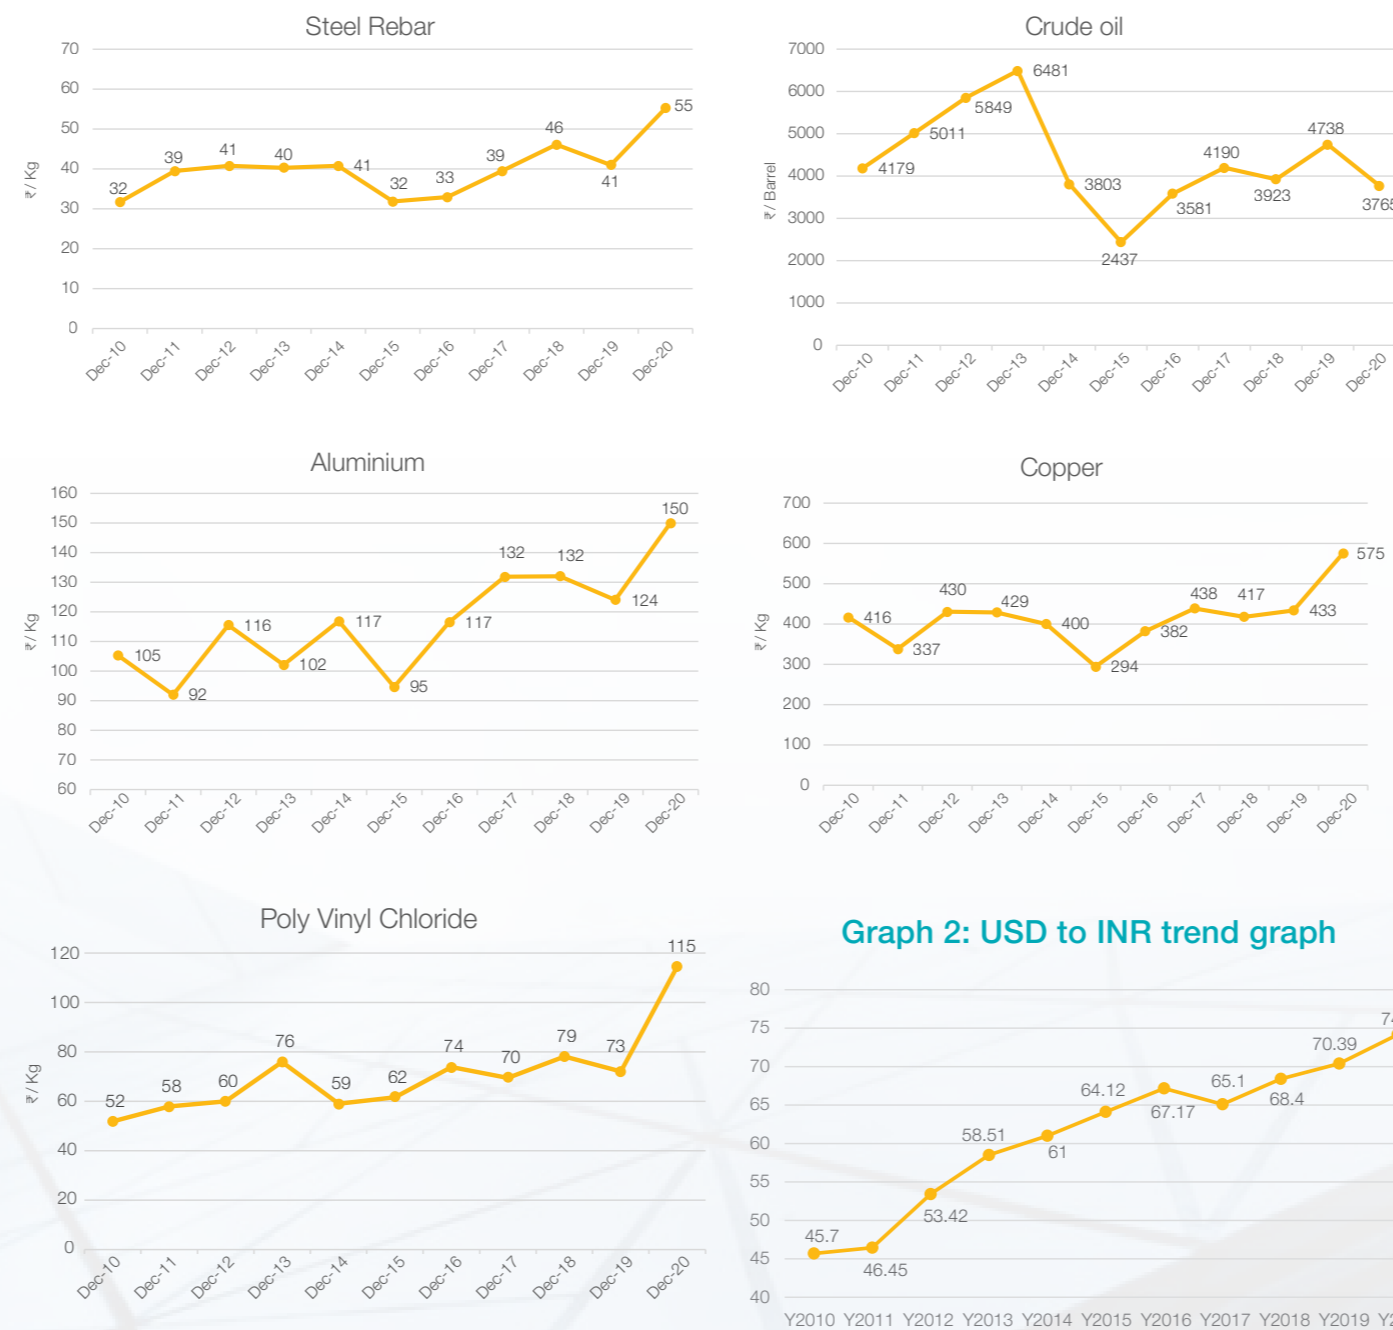 Steel Rebar
70
60
50
40
30
20
10
0
₹ / Kg
32
39
41
40
41
32
33
39
46
41
55
Dec-10
Dec-11
Dec-12
Dec-13
Dec-14
Dec-15
Dec-16
Dec-17
Dec-18
Dec-19
Dec-20
Crude oil
7000
6000
5000
4000
3000
2000
1000
0
₹ / Barrel
4179
5011
5849
6481
3803
2437
3581
4190
3923
4738
3765
Dec-10
Dec-11
Dec-12
Dec-13
Dec-14
Dec-15
Dec-16
Dec-17
Dec-18
Dec-19
Dec-20
Aluminium
160
150
140
130
120
110
100
90
80
70
60
₹ / Kg
105
92
116
102
117
95
117
132
132
124
150
Dec-10
Dec-11
Dec-12
Dec-13
Dec-14
Dec-15
Dec-16
Dec-17
Dec-18
Dec-19
Dec-20
Copper
700
600
500
400
300
200
100
0
₹ / Kg
416
337
430
429
400
294
382
438
417
433
575
Dec-10
Dec-11
Dec-12
Dec-13
Dec-14
Dec-15
Dec-16
Dec-17
Dec-18
Dec-19
Dec-20
Poly Vinyl Chloride
120
100
80
60
40
20
0
₹ / Kg
52
58
60
76
59
62
74
70
79
73
115
Dec-10
Dec-11
Dec-12
Dec-13
Dec-14
Dec-15
Dec-16
Dec-17
Dec-18
Dec-19
Dec-20
Graph 2: USD to INR trend graph
80
75
70
65
60
55
50
45
40
45.7
46.45
53.42
58.51
61
64.12
67.17
65.1
68.4
70.39
Y2010 Y2011 Y2012 Y2013 Y2014 Y2015 Y2016 Y2017 Y2018 Y2019